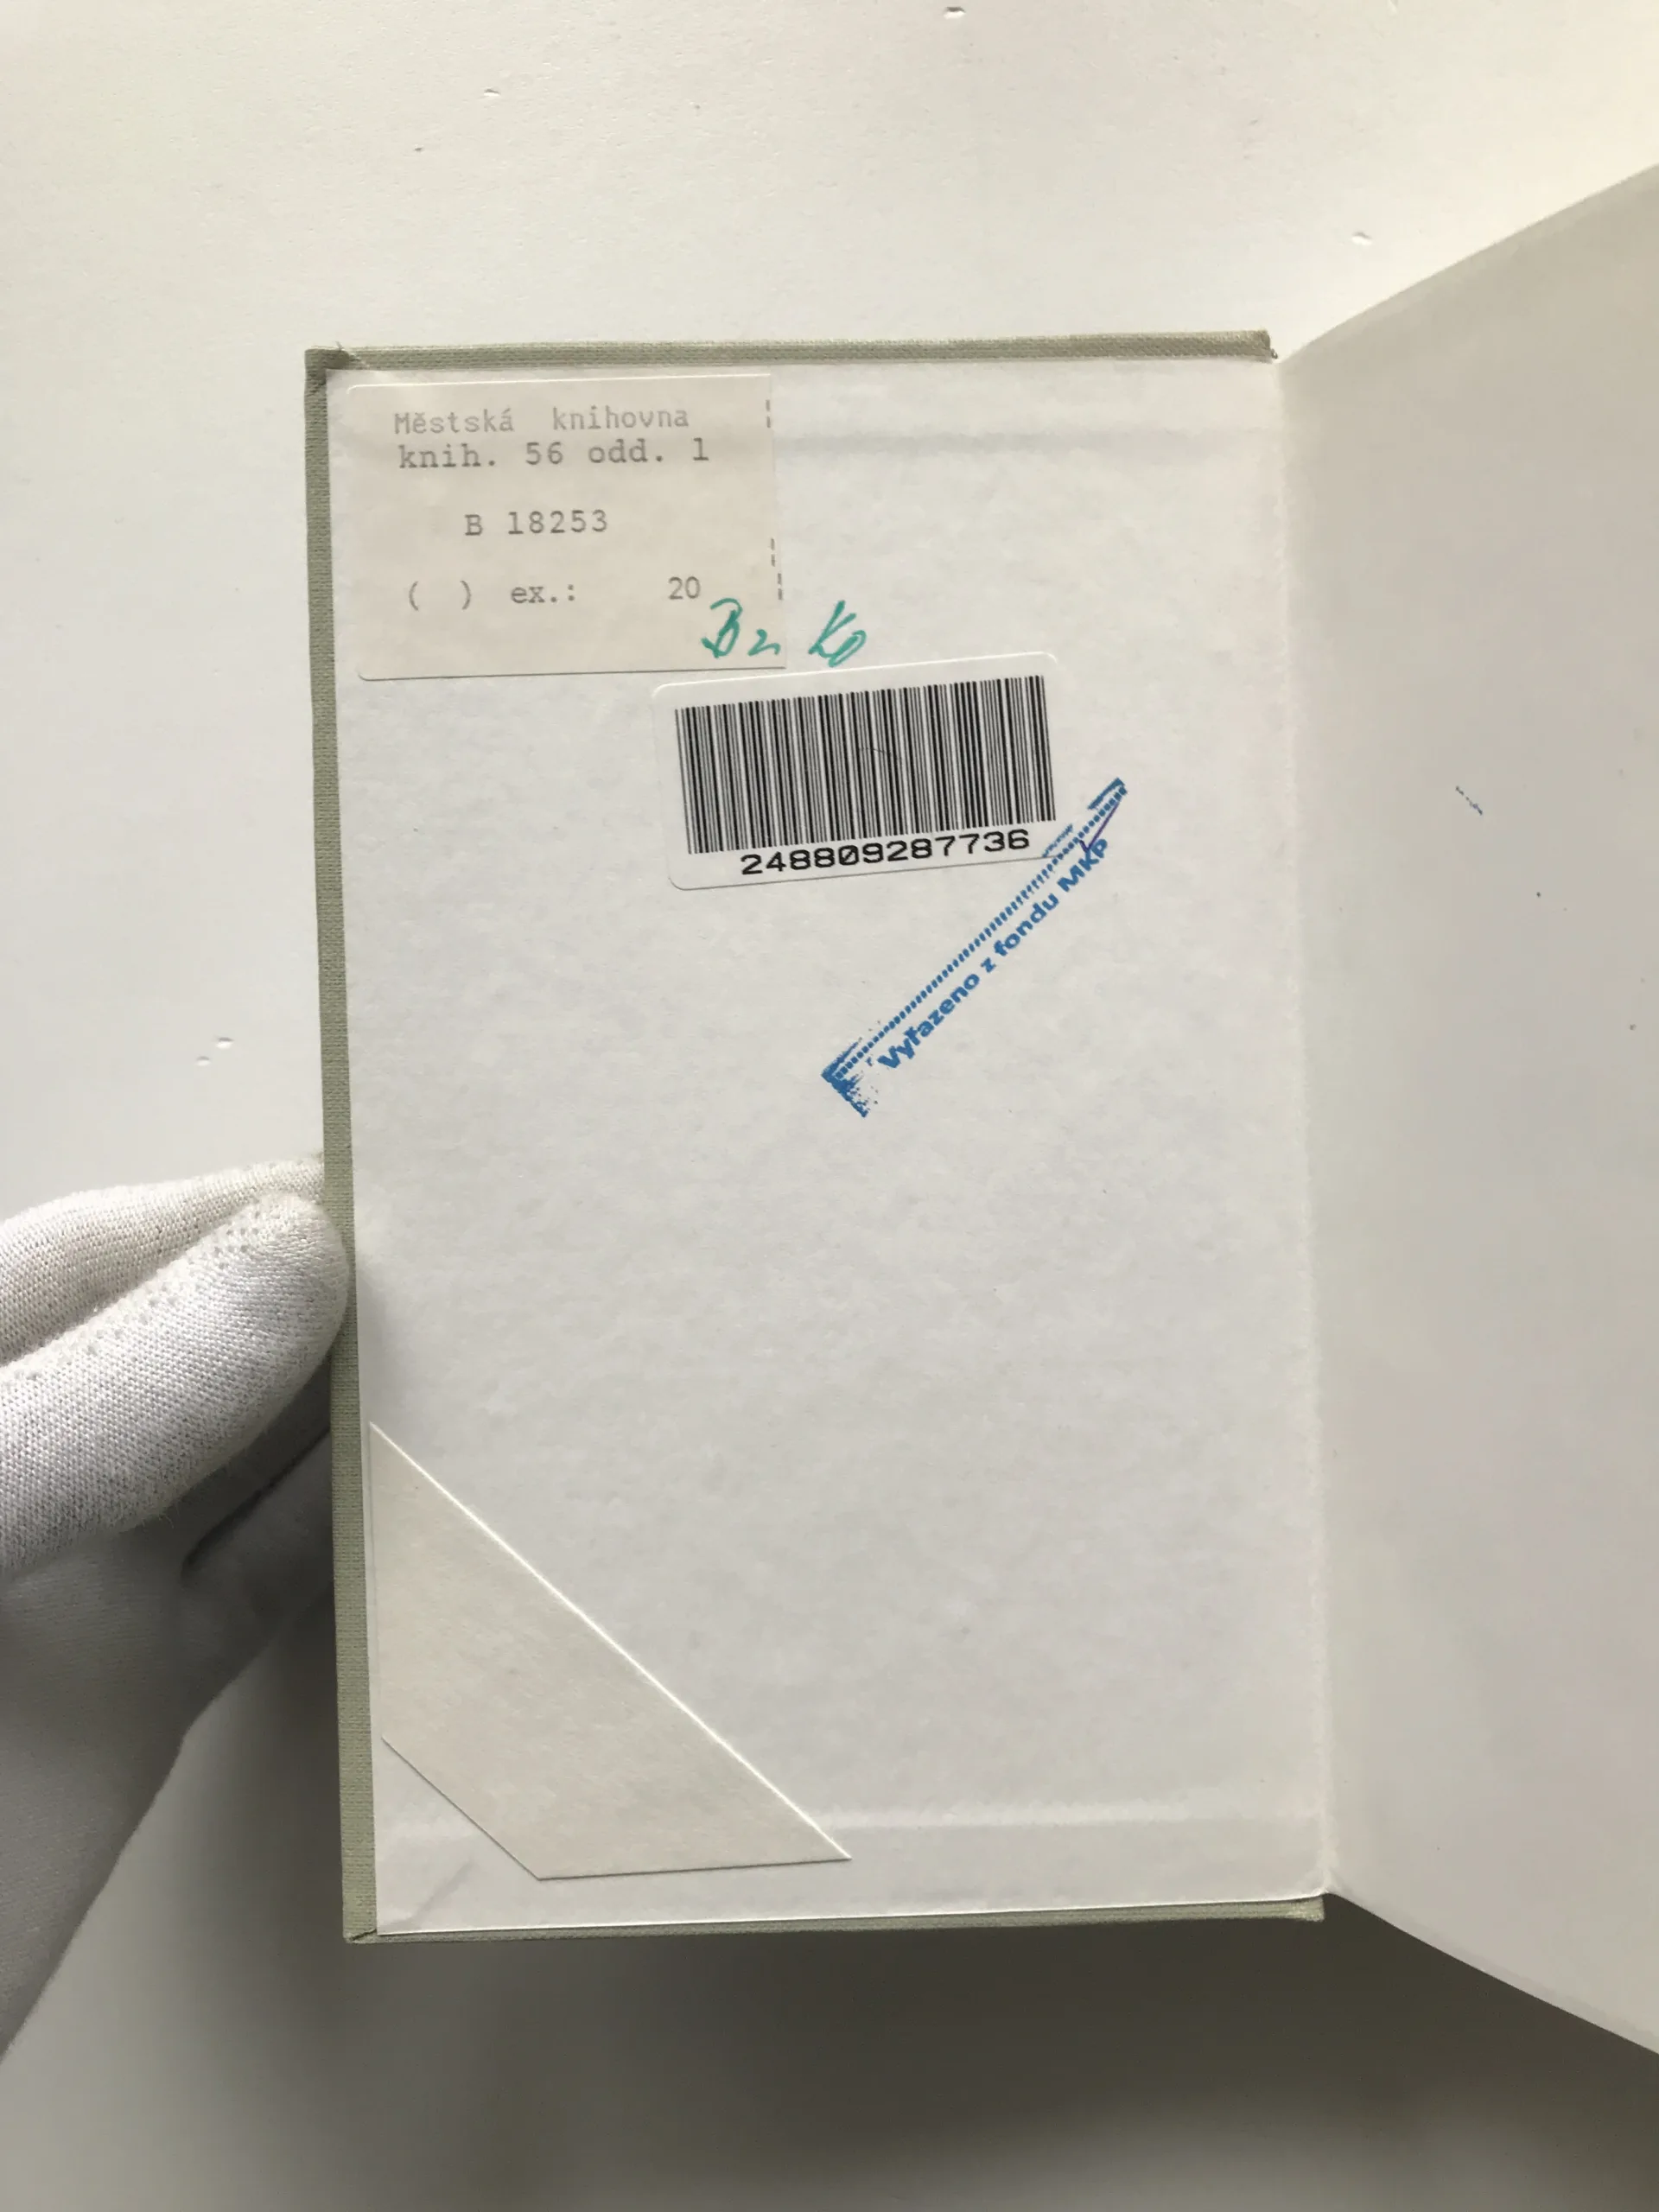 Městská knihovna
knih. 56 odd. 1
B 18253
( ) ex.: 20
248809287736
Vyřazeno z fondu MKP